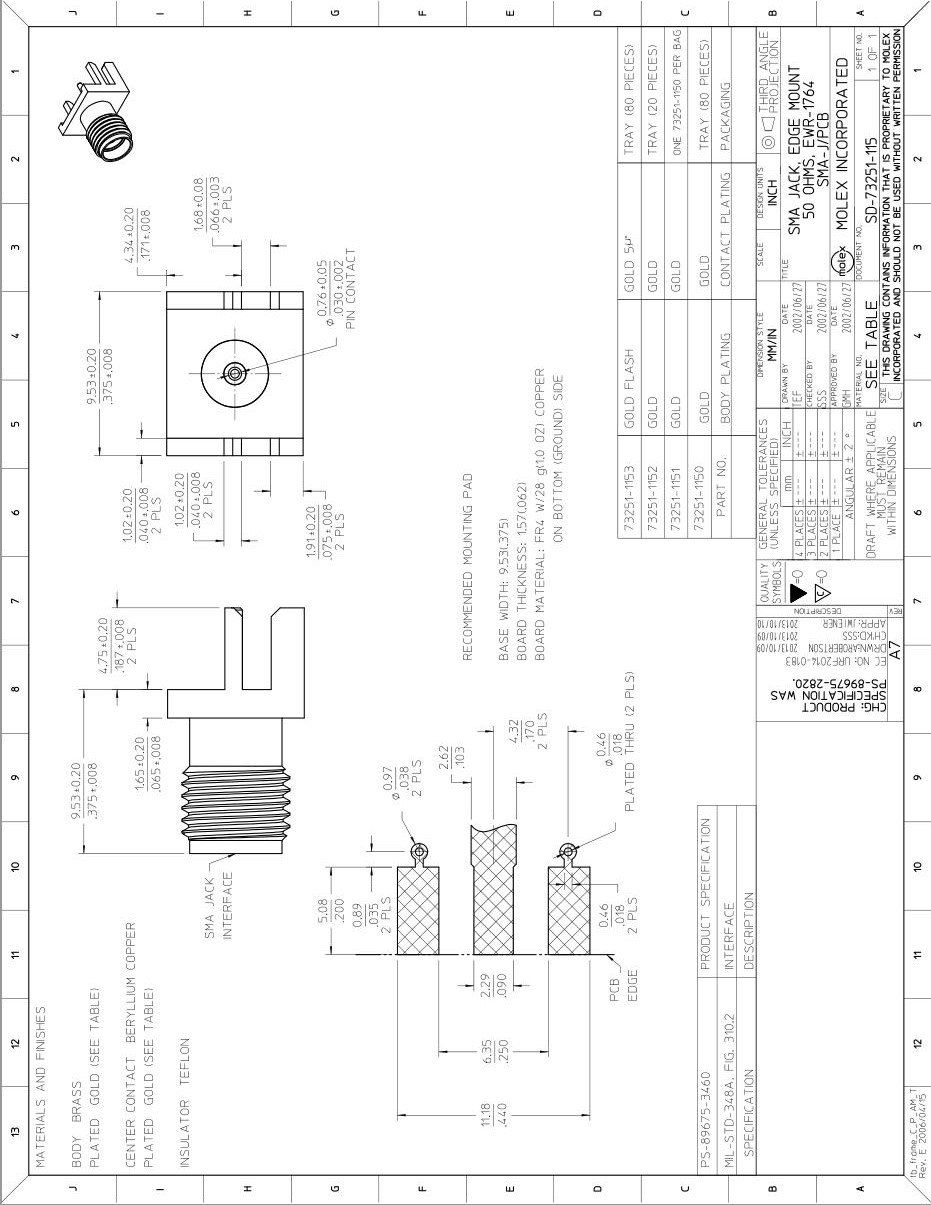 13
12
11
10
9
8
7
6
5
4
3
2
1
J
I
H
G
F
E
D
C
B
A
MATERIALS AND FINISHES
BODY BRASS
PLATED GOLD (SEE TABLE)
CENTER CONTACT BERYLLIUM COPPER
PLATED GOLD (SEE TABLE)
INSULATOR TEFLON
9.53±0.20
.375±.008
4.75±0.20
.187±.008
2 PLS
1.65±0.20
.065±.008
SMA JACK
INTERFACE
9.53±0.20
.375±.008
4.34±0.20
.171±.008
1.02±0.20
.040±.008
2 PLS
1.02±0.20
.040±.008
2 PLS
1.68±0.08
.066±.003
2 PLS
1.91±0.20
.075±.008
2 PLS
Ø 0.76±0.05
.030±.002
PIN CONTACT
5.08
.200
0.89
.035
2 PLS
Ø 0.97
.038
2 PLS
2.62
.103
4.32
.170
2 PLS
Ø 0.46
.018
PLATED THRU (2 PLS)
2.29
.090
0.46
.018
2 PLS
PCB
EDGE
6.35
.250
11.18
.440
RECOMMENDED MOUNTING PAD
BASE WIDTH: 9.53(.375)
BOARD THICKNESS: 1.57(.062)
BOARD MATERIAL: FR4 W/28 g(1.0 OZ) COPPER
ON BOTTOM (GROUND) SIDE
73251-1153 GOLD FLASH GOLD 5µ" TRAY (80 PIECES)
73251-1152 GOLD GOLD TRAY (20 PIECES)
73251-1151 GOLD GOLD ONE 73251-1150 PER BAG
73251-1150 GOLD GOLD TRAY (80 PIECES)
PART NO. BODY PLATING CONTACT PLATING PACKAGING
PS-89675-3460 PRODUCT SPECIFICATION
MIL-STD-348A, FIG. 310.2 INTERFACE
SPECIFICATION DESCRIPTION
CHG: PRODUCT
SPECIFICATION WAS
PS-89675-2820.
EC NO: URF2014-0183
DRWN:AROBERTSON 2013/10/09
CHK'D:SSS 2013/10/09
APPR:JWIENER 2013/10/10
DESCRIPTION
A7
REV
QUALITY
SYMBOLS
=0
C =0
GENERAL TOLERANCES
(UNLESS SPECIFIED)
mm INCH
4 PLACES ± --- ± ---
3 PLACES ± --- ± ---
2 PLACES ± --- ± ---
1 PLACE ± --- ± ---
ANGULAR ± 2 °
DRAFT WHERE APPLICABLE
MUST REMAIN
WITHIN DIMENSIONS
DIMENSION STYLE
MM/IN
SCALE
DESIGN UNITS
INCH
THIRD ANGLE
PROJECTION
DRAWN BY DATE
TEF 2002/06/27
CHECKED BY DATE
SSS 2002/06/27
APPROVED BY DATE
GMH 2002/06/27
TITLE
SMA JACK, EDGE MOUNT
50 OHMS, EWR-1764
SMA-J/PCB
molex MOLEX INCORPORATED
MATERIAL NO.
SEE TABLE
DOCUMENT NO.
SD-73251-115
SHEET NO.
1 OF 1
SIZE
C
THIS DRAWING CONTAINS INFORMATION THAT IS PROPRIETARY TO MOLEX
INCORPORATED AND SHOULD NOT BE USED WITHOUT WRITTEN PERMISSION
13
12
11
10
9
8
7
6
5
4
3
2
1
J
I
H
G
F
E
D
C
B
A
tb_frame_C_P_AM_T
Rev. E 2006/04/15